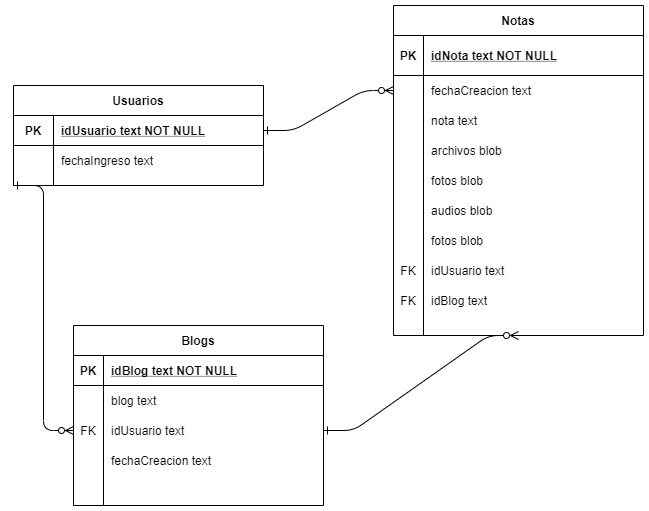 Usuarios
PK idUsuario text NOT NULL
fechaIngreso text
Notas
PK idNota text NOT NULL
fechaCreacion text
nota text
archivos blob
fotos blob
audios blob
fotos blob
FK idUsuario text
FK idBlog text
Blogs
PK idBlog text NOT NULL
blog text
FK idUsuario text
fechaCreacion text